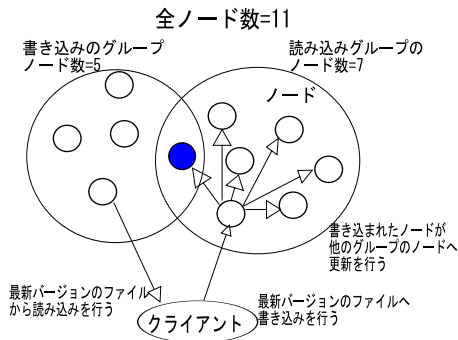 全ノード数=11
書き込みのグループ
ノード数=5
読み込みグループの
ノード数=7
ノード
書き込まれたノードが
他のグループのノードへ
更新を行う
最新バージョンのファイル
から読み込みを行う
最新バージョンのファイルへ
書き込みを行う
クライアント